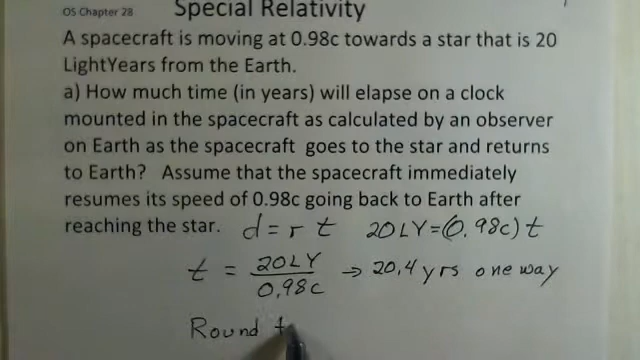 OS Chapter 28 Special Relativity
A spacecraft is moving at 0.98c towards a star that is 20
LightYears from the Earth.
a) How much time (in years) will elapse on a clock
mounted in the spacecraft as calculated by an observer
on Earth as the spacecraft goes to the star and returns
to Earth? Assume that the spacecraft immediately
resumes its speed of 0.98c going back to Earth after
reaching the star. d = r t 20LY=(0.98c)t
t = 20LY / 0.98c → 20.4 yrs one way
Round t